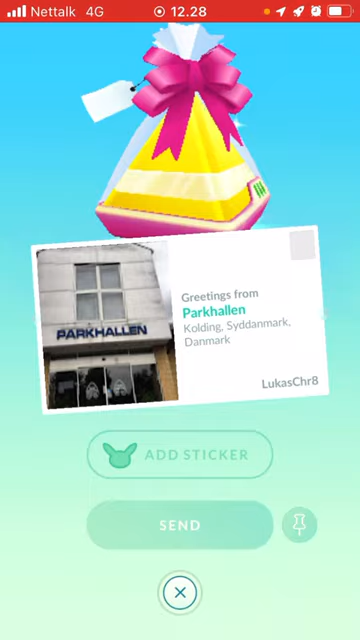 Nettalk 4G 12.28
PARKHALLEN
Greetings from
Parkhallen
Kolding, Syddanmark,
Danmark
LukasChr8
ADD STICKER
SEND